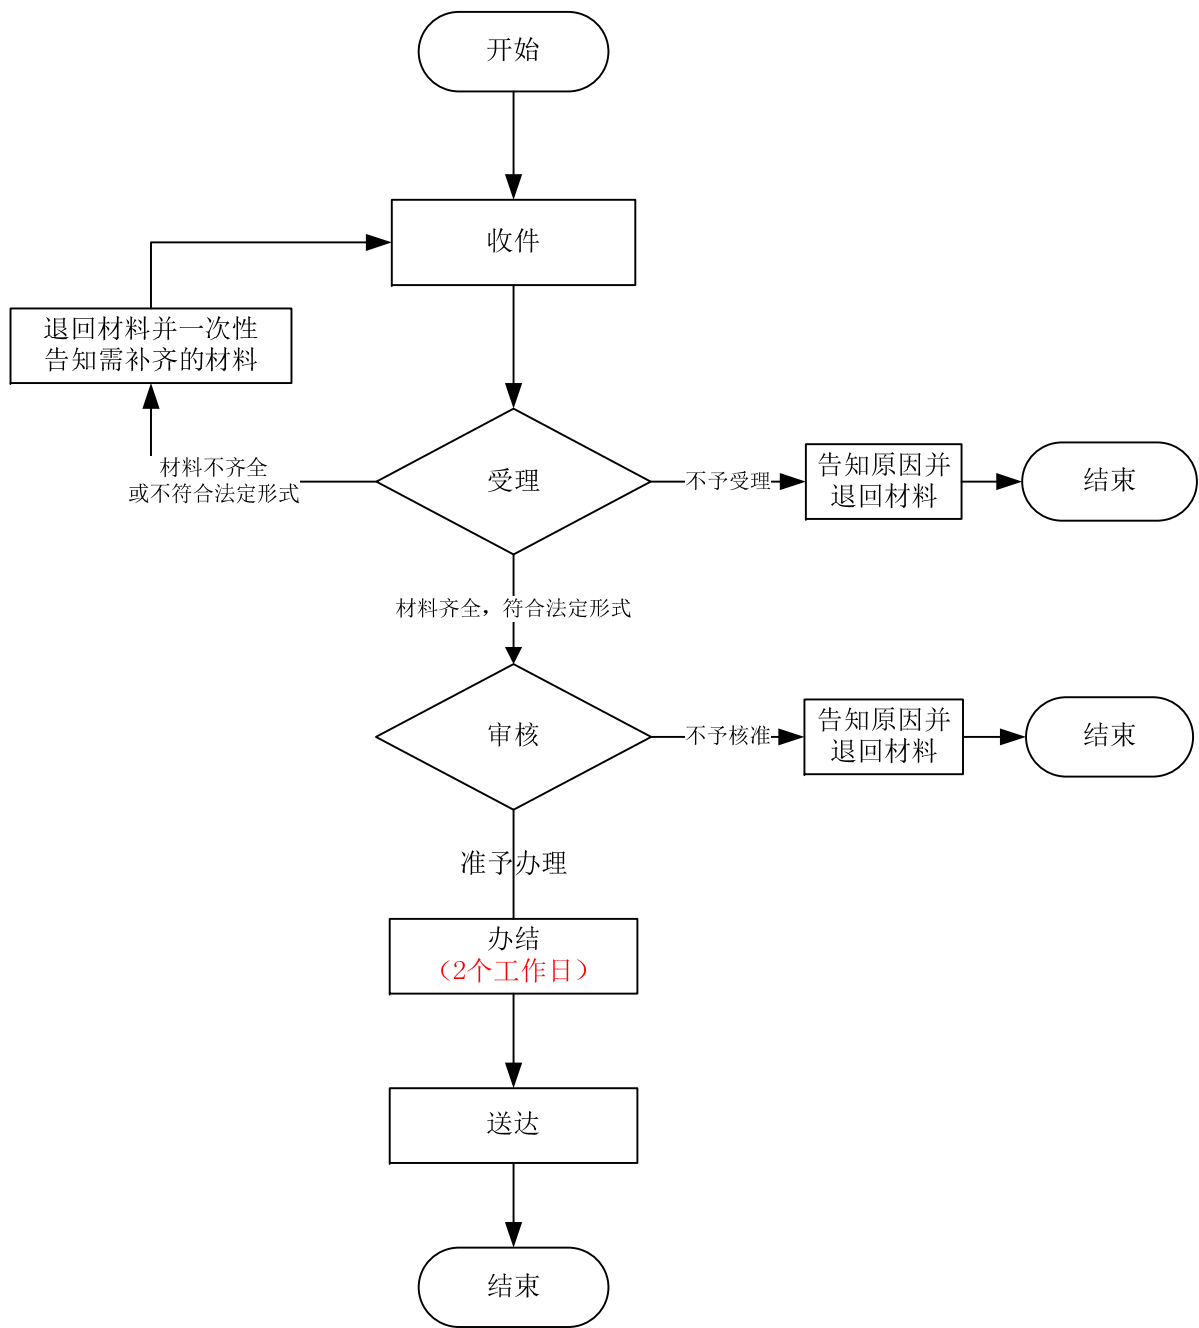 开始
收件
退回材料并一次性
告知需补齐的材料
材料不齐全
或不符合法定形式
受理
不予受理
告知原因并
退回材料
结束
材料齐全，符合法定形式
审核
不予核准
告知原因并
退回材料
结束
准予办理
办结
（2个工作日）
送达
结束